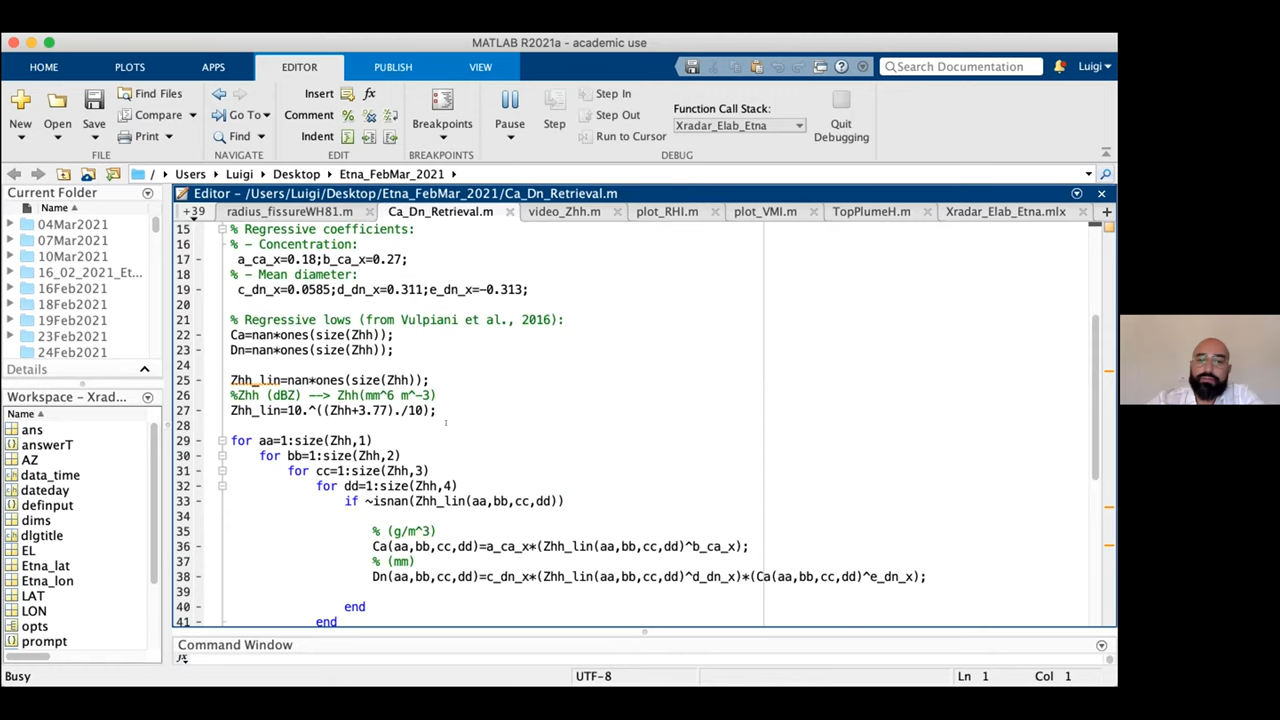 MATLAB R2021a - academic use
HOME PLOTS APPS EDITOR PUBLISH VIEW Search Documentation Luigi
New Open Save Find Files Compare Print
FILE
Go To Find
NAVIGATE
Insert fx
Comment
Indent
EDIT
Breakpoints
BREAKPOINTS
Pause Step Step In Step Out Run to Cursor
Function Call Stack:
Xradar_Elab_Etna
DEBUG
Quit
Debugging
/ Users Luigi Desktop Etna_FebMar_2021
Current Folder
Name
04Mar2021
07Mar2021
10Mar2021
16_02_2021_Et...
16Feb2021
18Feb2021
19Feb2021
23Feb2021
24Feb2021
Details
Workspace - Xrad...
Name
ans
answerT
AZ
data_time
dateday
definput
dims
dlgtitle
EL
Etna_lat
Etna_lon
LAT
LON
opts
prompt
Editor - /Users/Luigi/Desktop/Etna_FebMar_2021/Ca_Dn_Retrieval.m
+39 radius_fissureWH81.m Ca_Dn_Retrieval.m video_Zhh.m plot_RHI.m plot_VMI.m TopPlumeH.m Xradar_Elab_Etna.mlx
15 % Regressive coefficients:
16 % - Concentration:
17 - a_ca_x=0.18;b_ca_x=0.27;
18 % - Mean diameter:
19 - c_dn_x=0.0585;d_dn_x=0.311;e_dn_x=-0.313;
20
21 % Regressive lows (from Vulpiani et al., 2016):
22 - Ca=nan*ones(size(Zhh));
23 - Dn=nan*ones(size(Zhh));
24
25 - Zhh_lin=nan*ones(size(Zhh));
26 %Zhh (dBZ) --> Zhh(mm^6 m^-3)
27 - Zhh_lin=10.^((Zhh+3.77)./10);
28
29 - for aa=1:size(Zhh,1)
30 - for bb=1:size(Zhh,2)
31 - for cc=1:size(Zhh,3)
32 - for dd=1:size(Zhh,4)
33 - if ~isnan(Zhh_lin(aa,bb,cc,dd))
34
35 % (g/m^3)
36 - Ca(aa,bb,cc,dd)=a_ca_x*(Zhh_lin(aa,bb,cc,dd)^b_ca_x);
37 % (mm)
38 - Dn(aa,bb,cc,dd)=c_dn_x*(Zhh_lin(aa,bb,cc,dd)^d_dn_x)*(Ca(aa,bb,cc,dd)^e_dn_x);
39
40 - end
41 - end
Command Window
fx
Busy UTF-8 Ln 1 Col 1